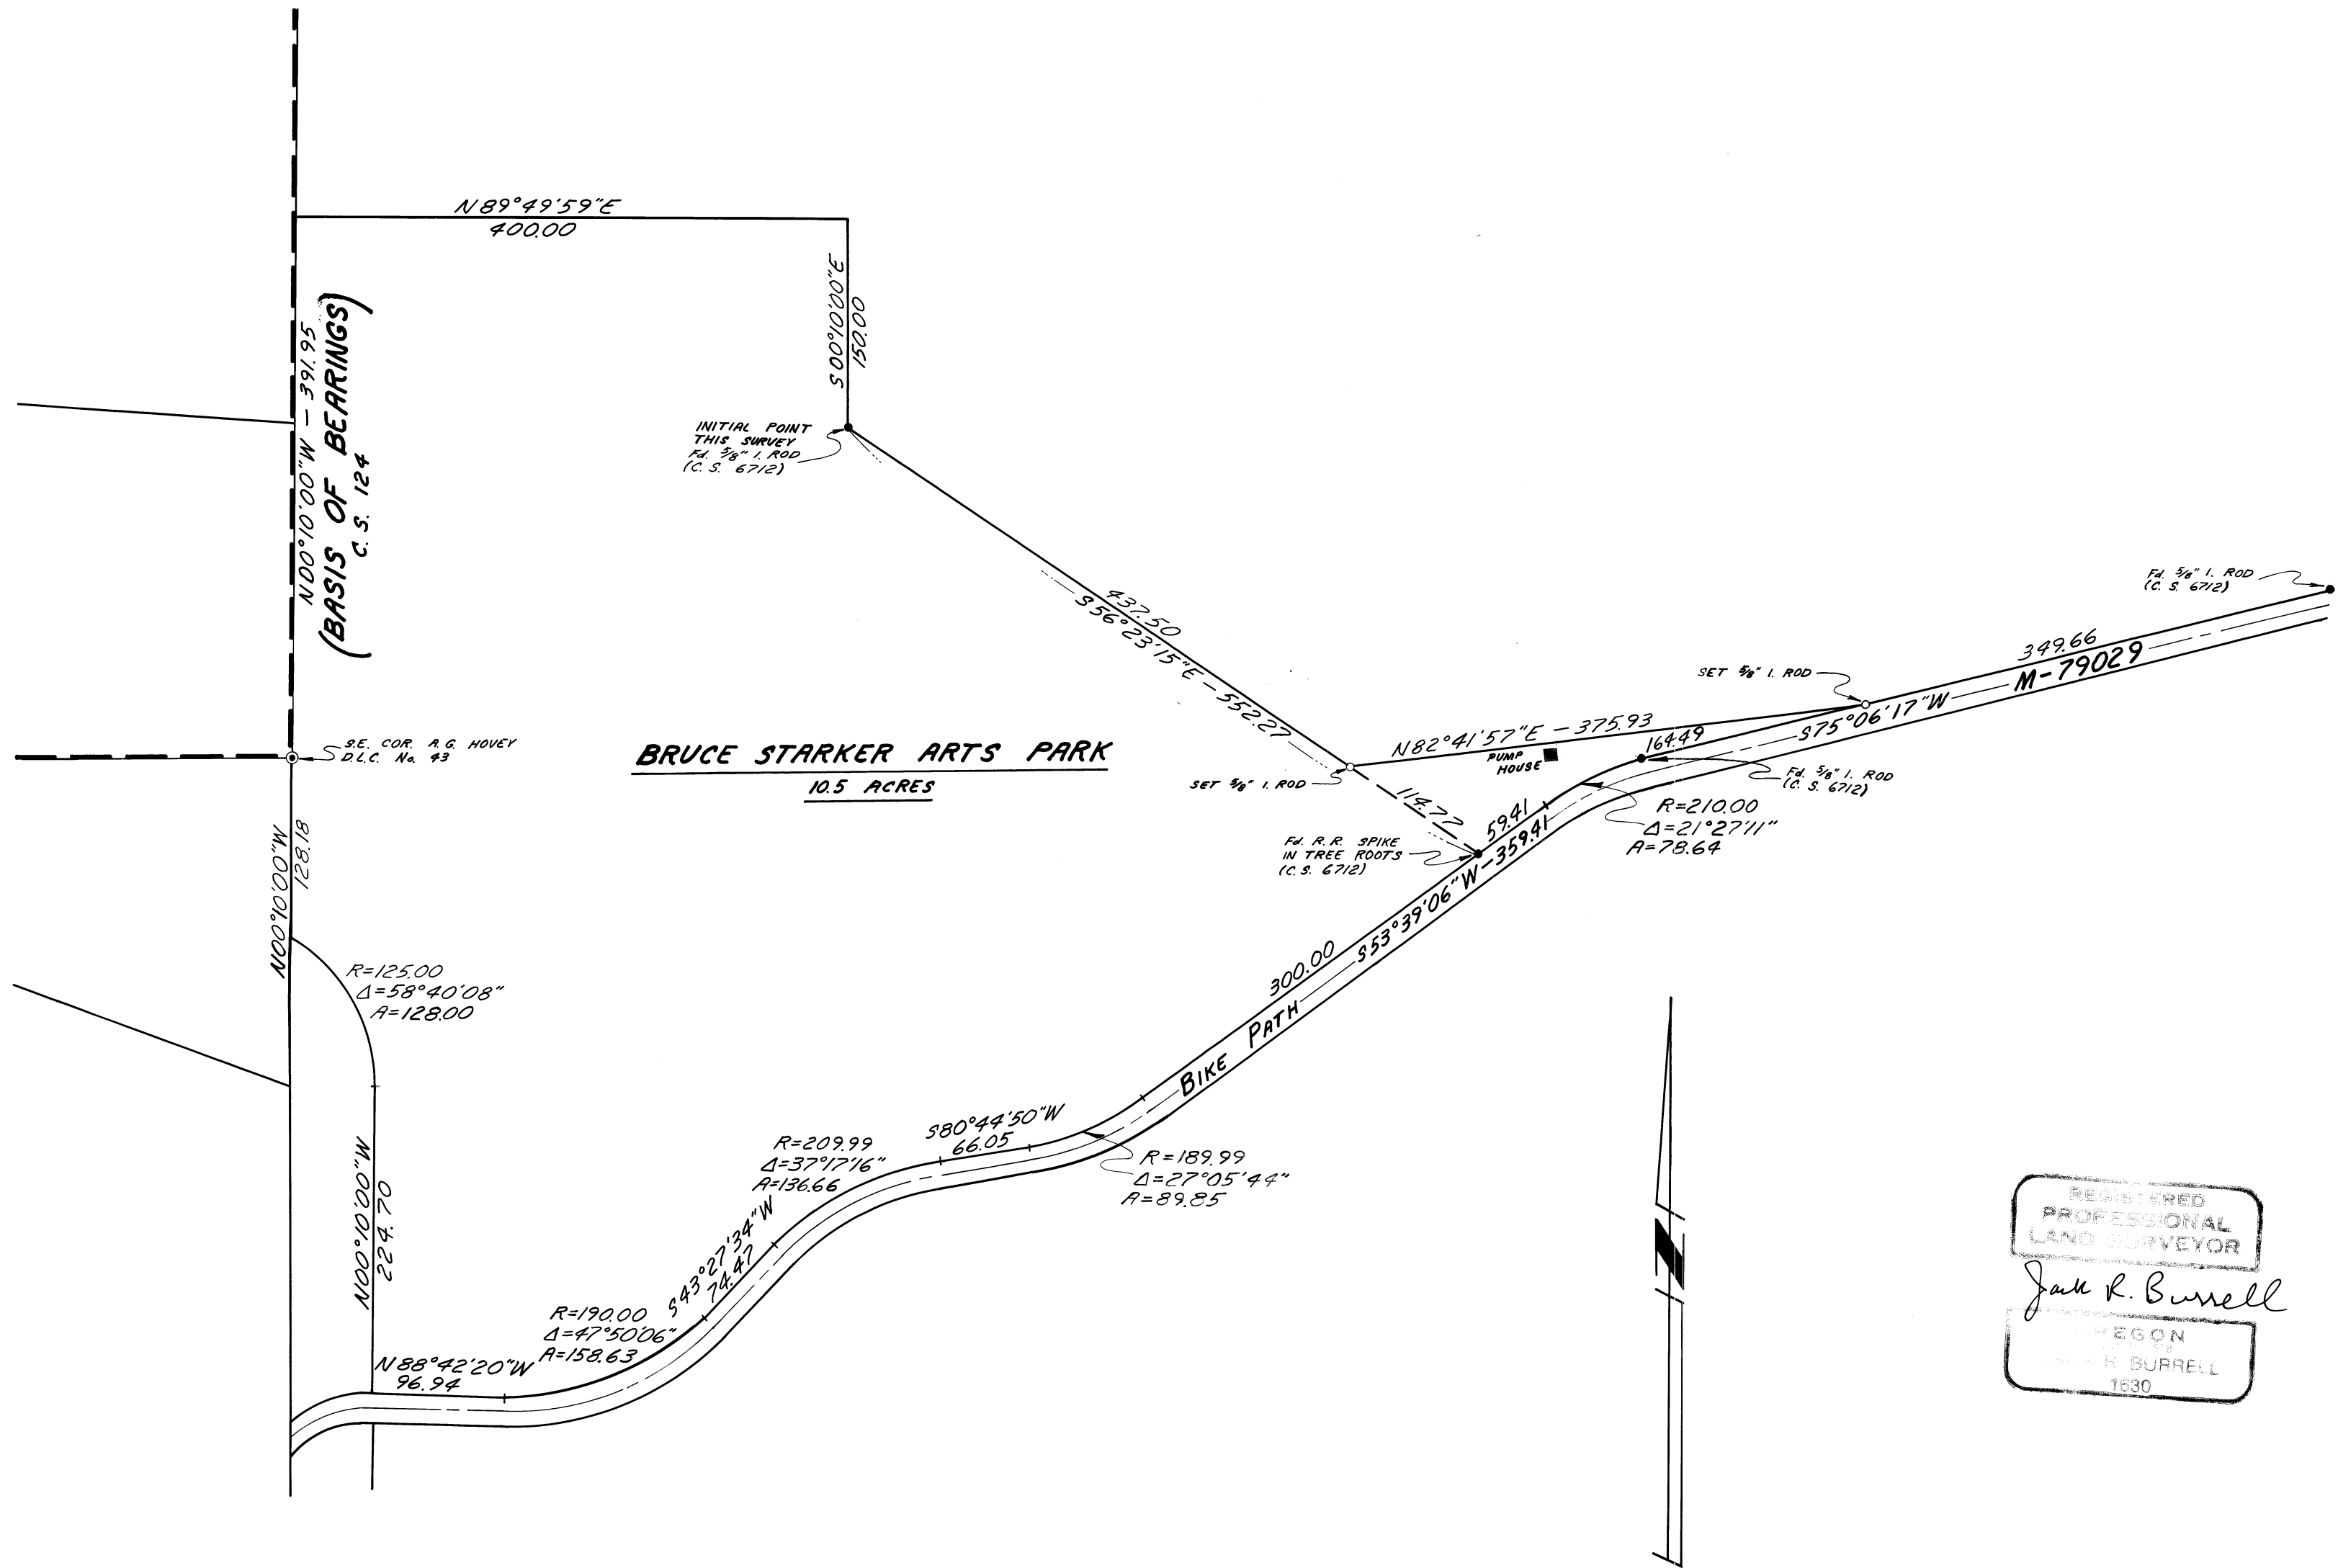 N 89°49'59"E
400.00
S 00°10'00"E
150.00
N00°10'00"W — 391.95
(BASIS OF BEARINGS)
C. S. 124
INITIAL POINT
THIS SURVEY
Fd. 5/8" I. ROD
(C. S. 6712)
437.50
S 56°23'15"E — 552.27
Fd. 5/8" I. ROD
(C. S. 6712)
349.66
M-79029
S75°06'17"W
SET 5/8" I. ROD
N82°41'57"E — 375.93
164.49
PUMP
HOUSE
Fd. 5/8" I. ROD
(C. S. 6712)
S.E. COR. A.G. HOVEY
D.L.C. No. 43
BRUCE STARKER ARTS PARK
10.5 ACRES
SET 5/8" I. ROD
114.77
59.41
R=210.00
Δ=21°27'11"
A=78.64
Fd. R.R. SPIKE
IN TREE ROOTS
(C. S. 6712)
S53°39'06"W-359.41
N00°10'00"W
128.18
300.00
BIKE PATH
R=125.00
Δ=58°40'08"
A=128.00
S80°44'50"W
66.05
R=189.99
Δ=27°05'44"
A=89.85
R=209.99
Δ=37°17'16"
A=136.66
N00°10'00"W
224.70
S43°27'34"W
74.47
R=190.00
Δ=47°50'06"
A=158.63
N88°42'20"W
96.94
N
REGISTERED
PROFESSIONAL
LAND SURVEYOR
Jack R. Burrell
OREGON
R. BURRELL
1630